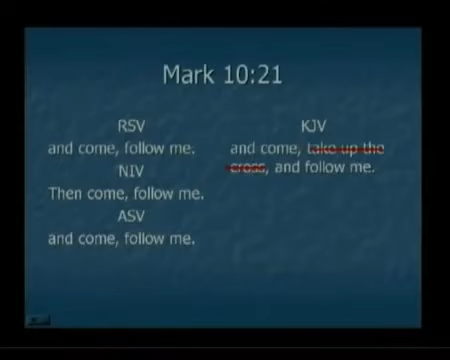 Mark 10:21
RSV
and come, follow me.
NIV
Then come, follow me.
ASV
and come, follow me.
KJV
and come, take up the
cross, and follow me.